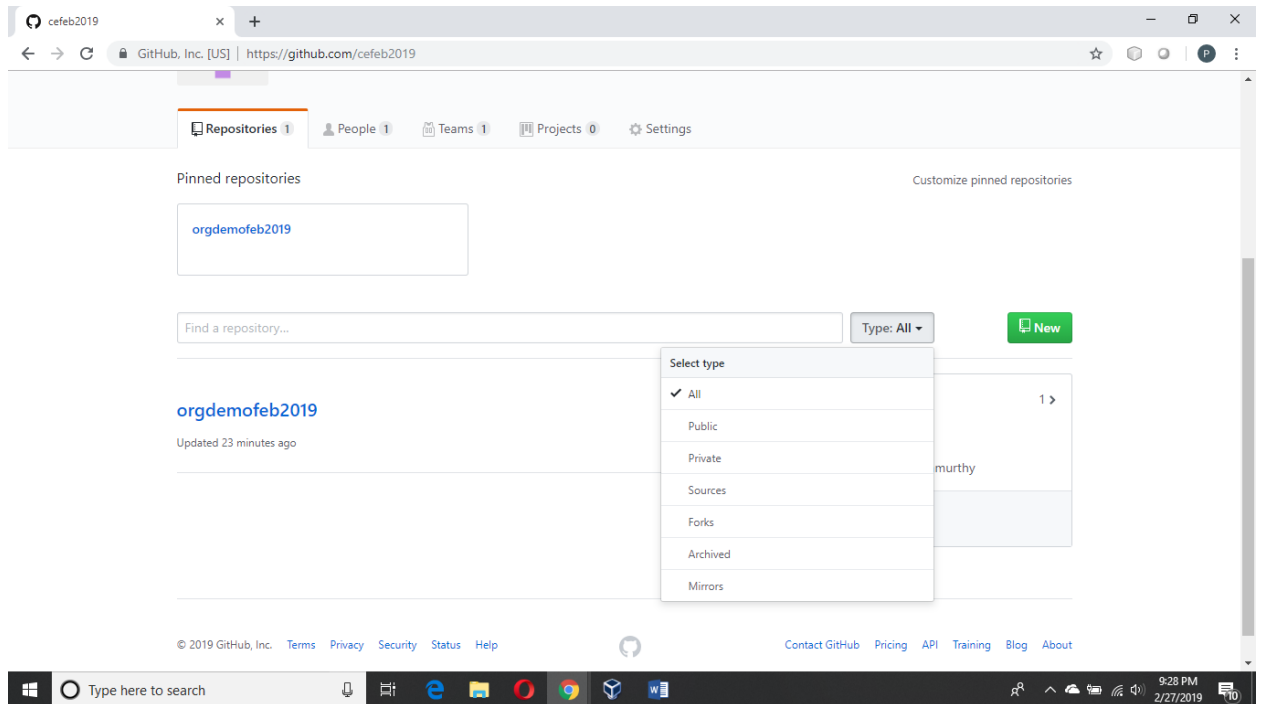 cefeb2019
GitHub, Inc. [US] | https://github.com/cefeb2019
P
Repositories 1 People 1 Teams 1 Projects 0 Settings
Pinned repositories Customize pinned repositories
orgdemofeb2019
Find a repository... Type: All New
Select type
All
1
orgdemofeb2019
Public
Updated 23 minutes ago
Private
murthy
Sources
Forks
Archived
Mirrors
© 2019 GitHub, Inc. Terms Privacy Security Status Help Contact GitHub Pricing API Training Blog About
Type here to search
9:28 PM
2/27/2019
10